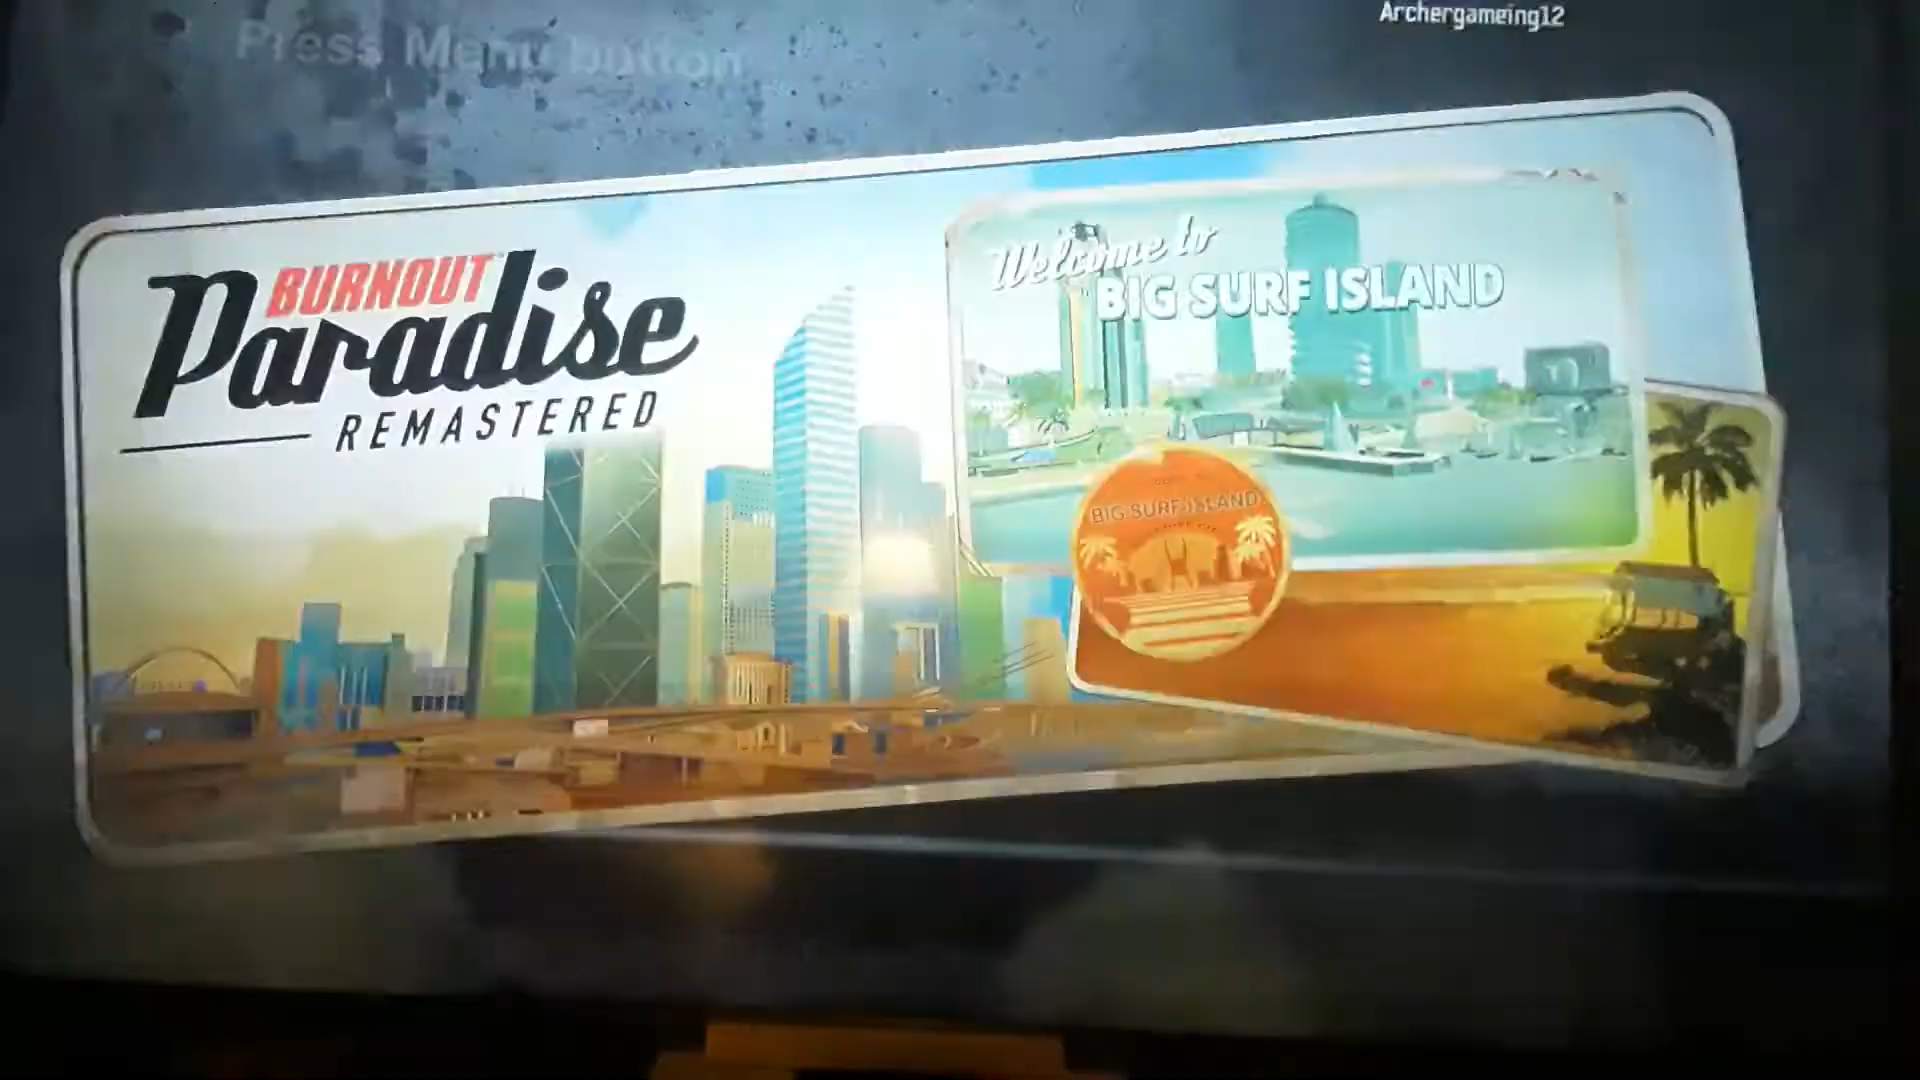 Archergameing12
Press Menu button
BURNOUT
Paradise
REMASTERED
Welcome to
BIG SURF ISLAND
BIG SURF ISLAND